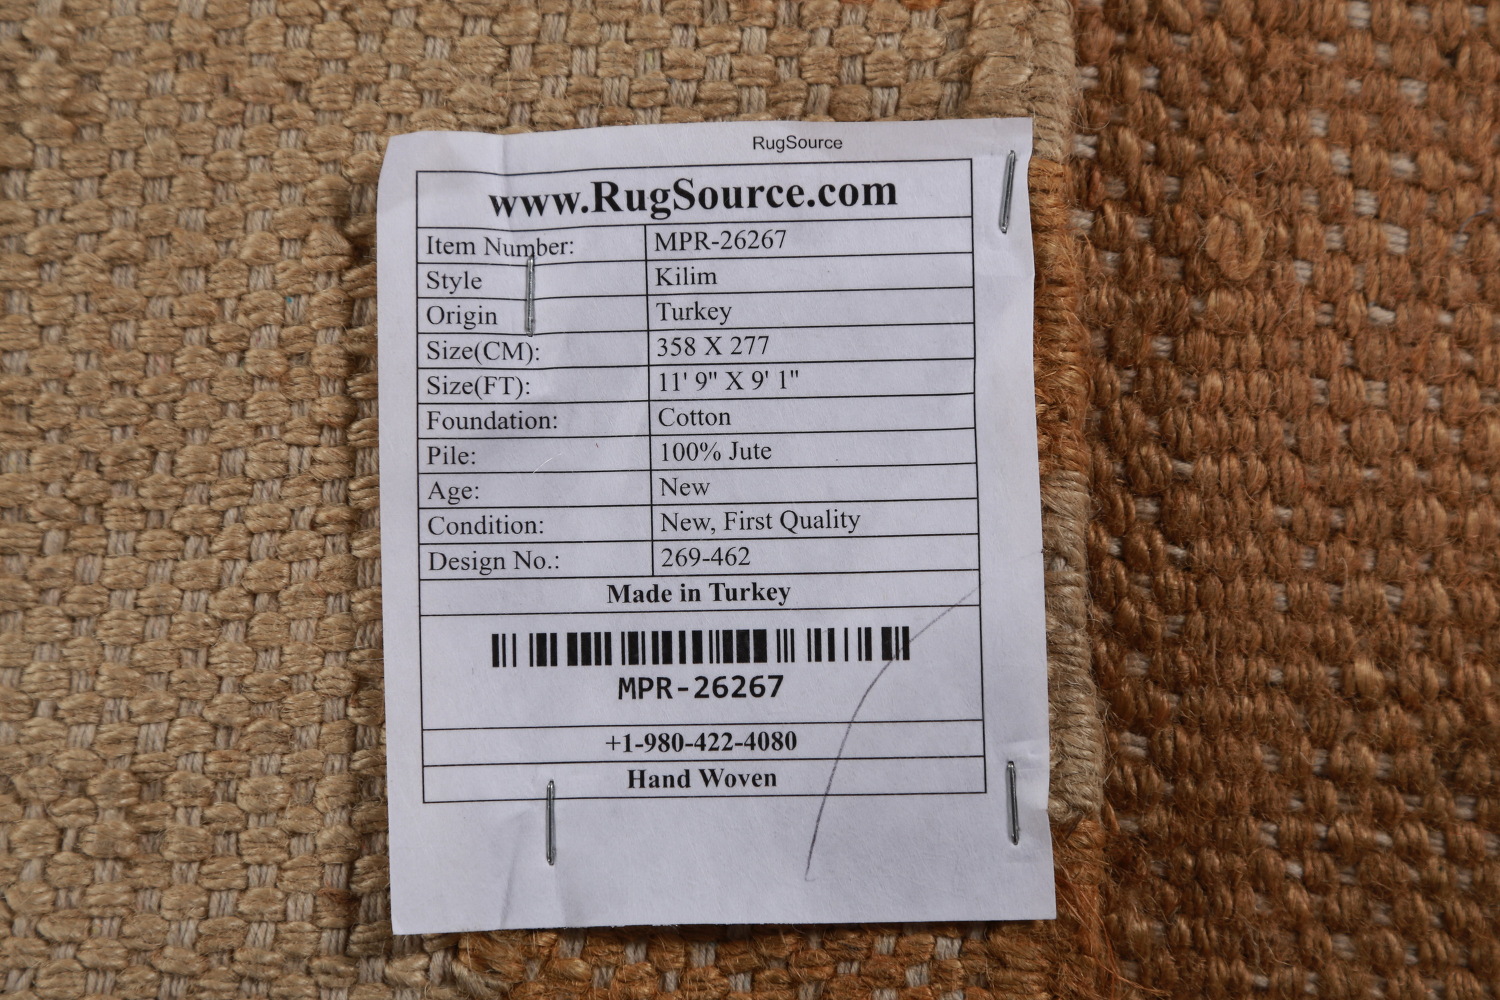 RugSource
www.RugSource.com
Item Number: MPR-26267
Style Kilim
Origin Turkey
Size(CM): 358 X 277
Size(FT): 11' 9" X 9' 1"
Foundation: Cotton
Pile: 100% Jute
Age: New
Condition: New, First Quality
Design No.: 269-462
Made in Turkey
MPR-26267
+1-980-422-4080
Hand Woven